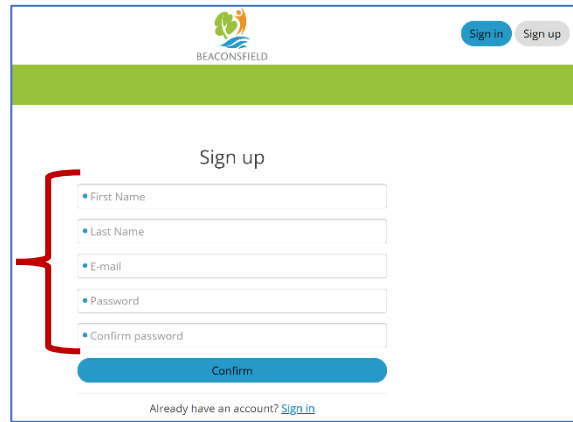 Sign in Sign up
BEACONSFIELD
Sign up
First Name
Last Name
E-mail
Password
Confirm password
Confirm
Already have an account? Sign in